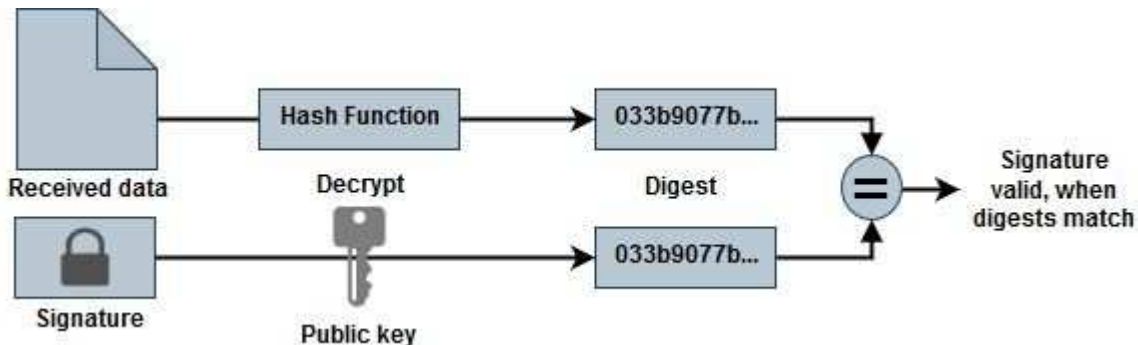 Hash Function
033b9077b...
Received data
Decrypt
Digest
=
Signature
valid, when
digests match
033b9077b...
Signature
Public key